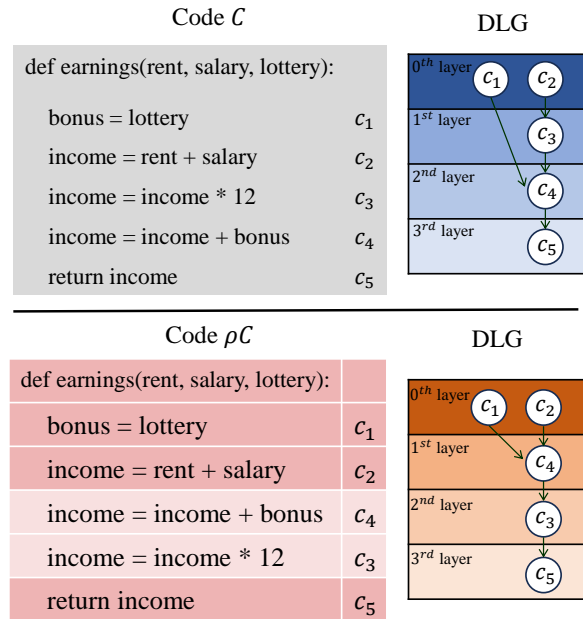 Code C
DLG
def earnings(rent, salary, lottery):
bonus = lottery c₁
income = rent + salary c₂
income = income * 12 c₃
income = income + bonus c₄
return income c₅
0ᵗʰ layer
c₁ c₂
1ˢᵗ layer
c₃
2ⁿᵈ layer
c₄
3ʳᵈ layer
c₅
Code ρC
DLG
def earnings(rent, salary, lottery):
bonus = lottery c₁
income = rent + salary c₂
income = income + bonus c₄
income = income * 12 c₃
return income c₅
0ᵗʰ layer
c₁ c₂
1ˢᵗ layer
c₄
2ⁿᵈ layer
c₃
3ʳᵈ layer
c₅